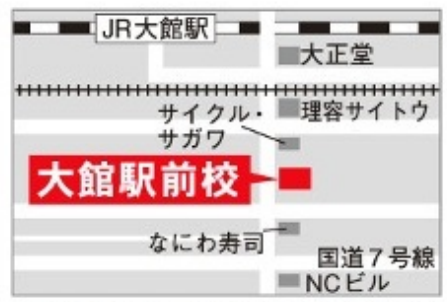 JR大館駅
大正堂
サイクル・
サガワ
理容サイトウ
大館駅前校
なにわ寿司
国道7号線
NCビル